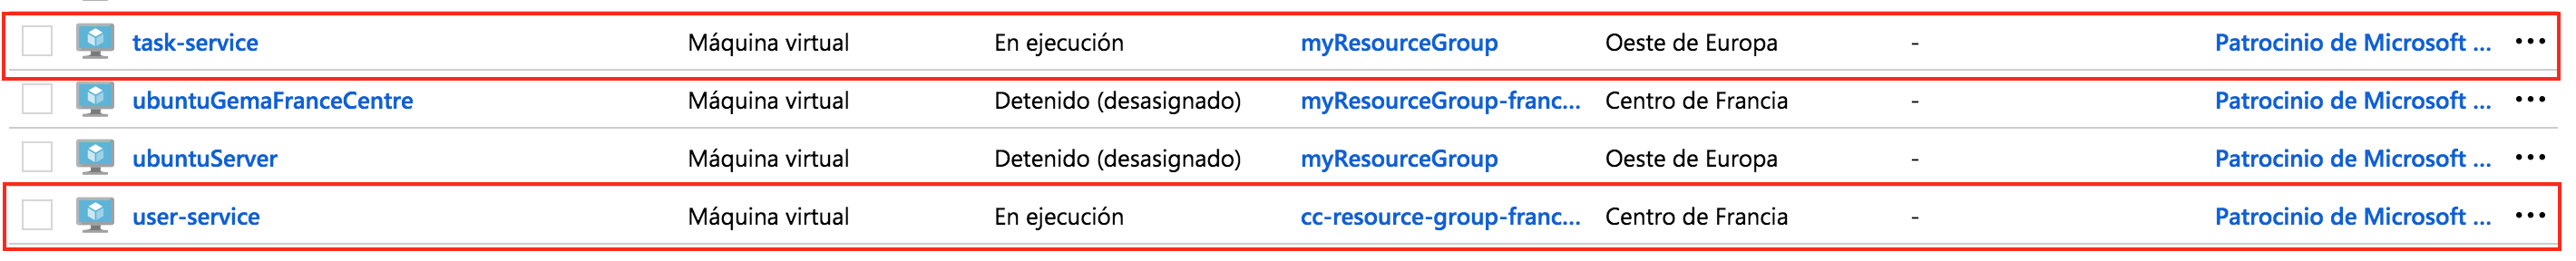 task-service Máquina virtual En ejecución myResourceGroup Oeste de Europa - Patrocinio de Microsoft ... •••
ubuntuGemaFranceCentre Máquina virtual Detenido (desasignado) myResourceGroup-franc... Centro de Francia - Patrocinio de Microsoft ... •••
ubuntuServer Máquina virtual Detenido (desasignado) myResourceGroup Oeste de Europa - Patrocinio de Microsoft ... •••
user-service Máquina virtual En ejecución cc-resource-group-franc... Centro de Francia - Patrocinio de Microsoft ... •••